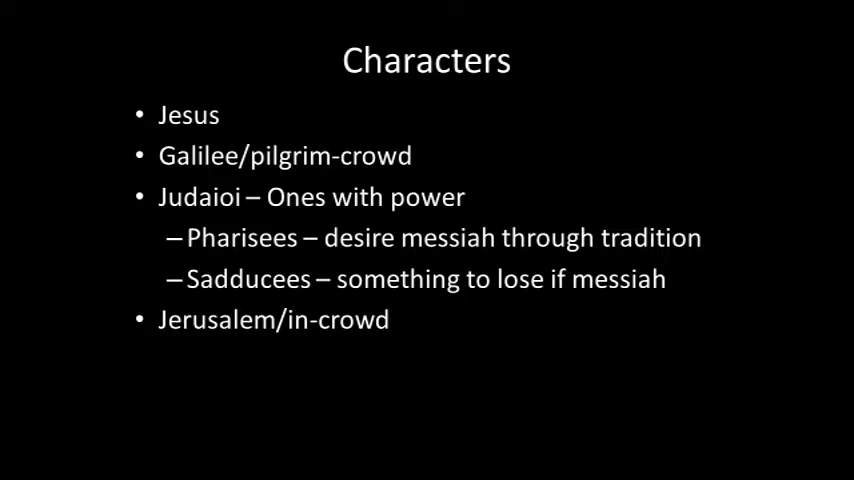 Characters
• Jesus
• Galilee/pilgrim-crowd
• Judaioi – Ones with power
– Pharisees – desire messiah through tradition
– Sadducees – something to lose if messiah
• Jerusalem/in-crowd